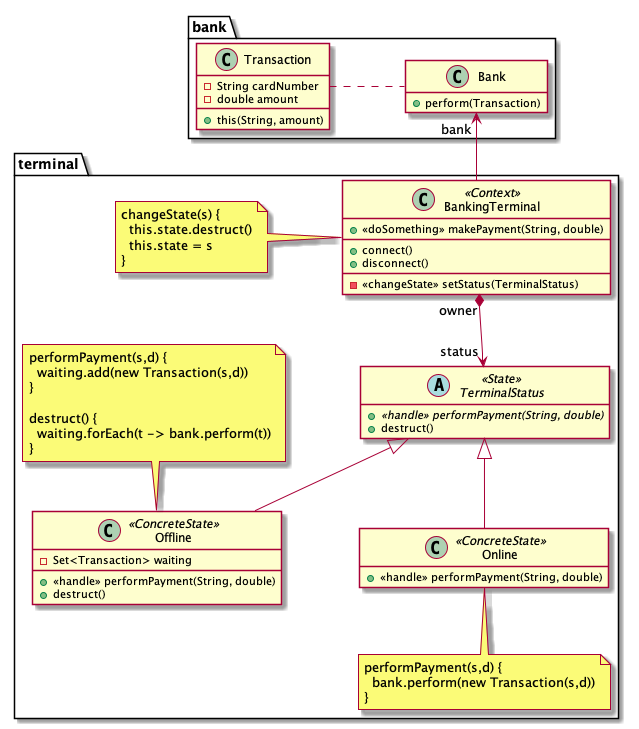 bank
C Transaction
String cardNumber
double amount
this(String, amount)
C Bank
perform(Transaction)
bank
terminal
changeState(s) {
this.state.destruct()
this.state = s
}
«Context»
C BankingTerminal
«doSomething» makePayment(String, double)
connect()
disconnect()
«changeState» setStatus(TerminalStatus)
owner
status
performPayment(s,d) {
waiting.add(new Transaction(s,d))
}
destruct() {
waiting.forEach(t -> bank.perform(t))
}
«State»
A TerminalStatus
«handle» performPayment(String, double)
destruct()
«ConcreteState»
C Offline
Set<Transaction> waiting
«handle» performPayment(String, double)
destruct()
«ConcreteState»
C Online
«handle» performPayment(String, double)
performPayment(s,d) {
bank.perform(new Transaction(s,d))
}